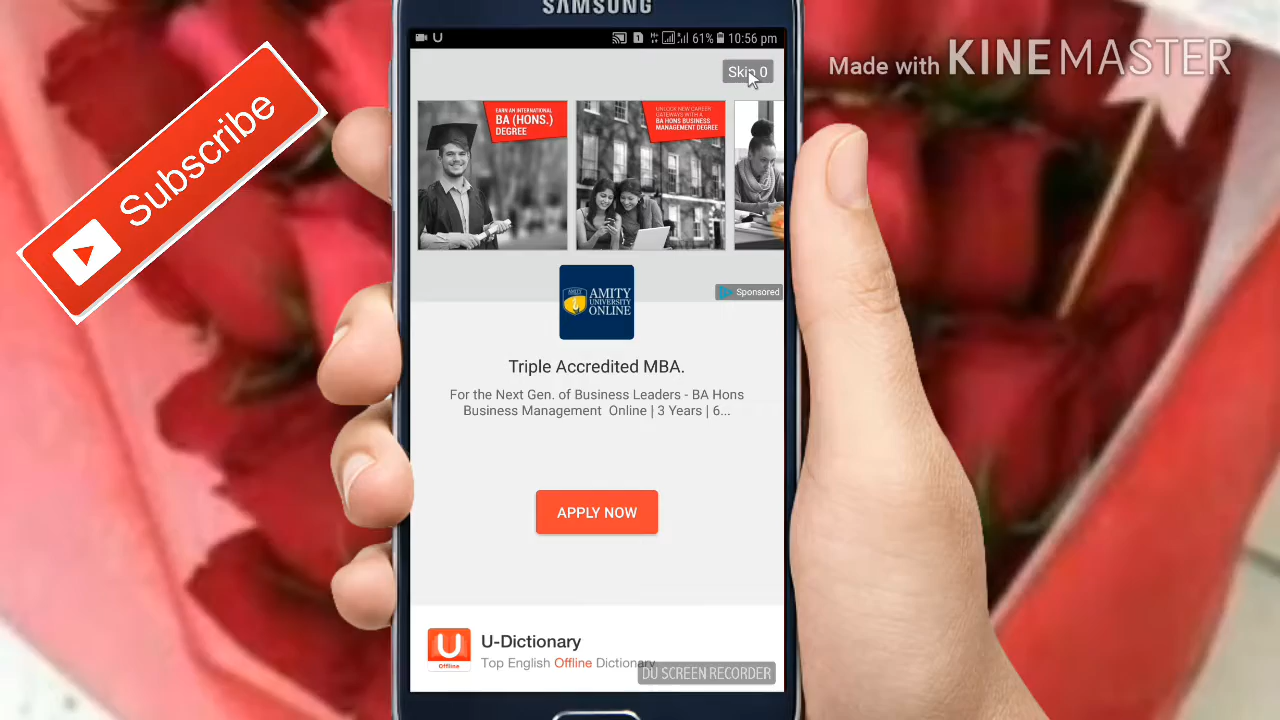 SAMSUNG
61% 10:56 pm
Made with KINEMASTER
Skip 0
Subscribe
EARN AN INTERNATIONAL
BA (HONS.)
DEGREE
UNLOCK NEW CAREER
GATEWAYS WITH A
BA HONS BUSINESS
MANAGEMENT DEGREE
AMITY
UNIVERSITY
ONLINE
Sponsored
Triple Accredited MBA.
For the Next Gen. of Business Leaders - BA Hons
Business Management Online | 3 Years | 6...
APPLY NOW
U
Offline
U-Dictionary
Top English Offline Dictionary
DU SCREEN RECORDER